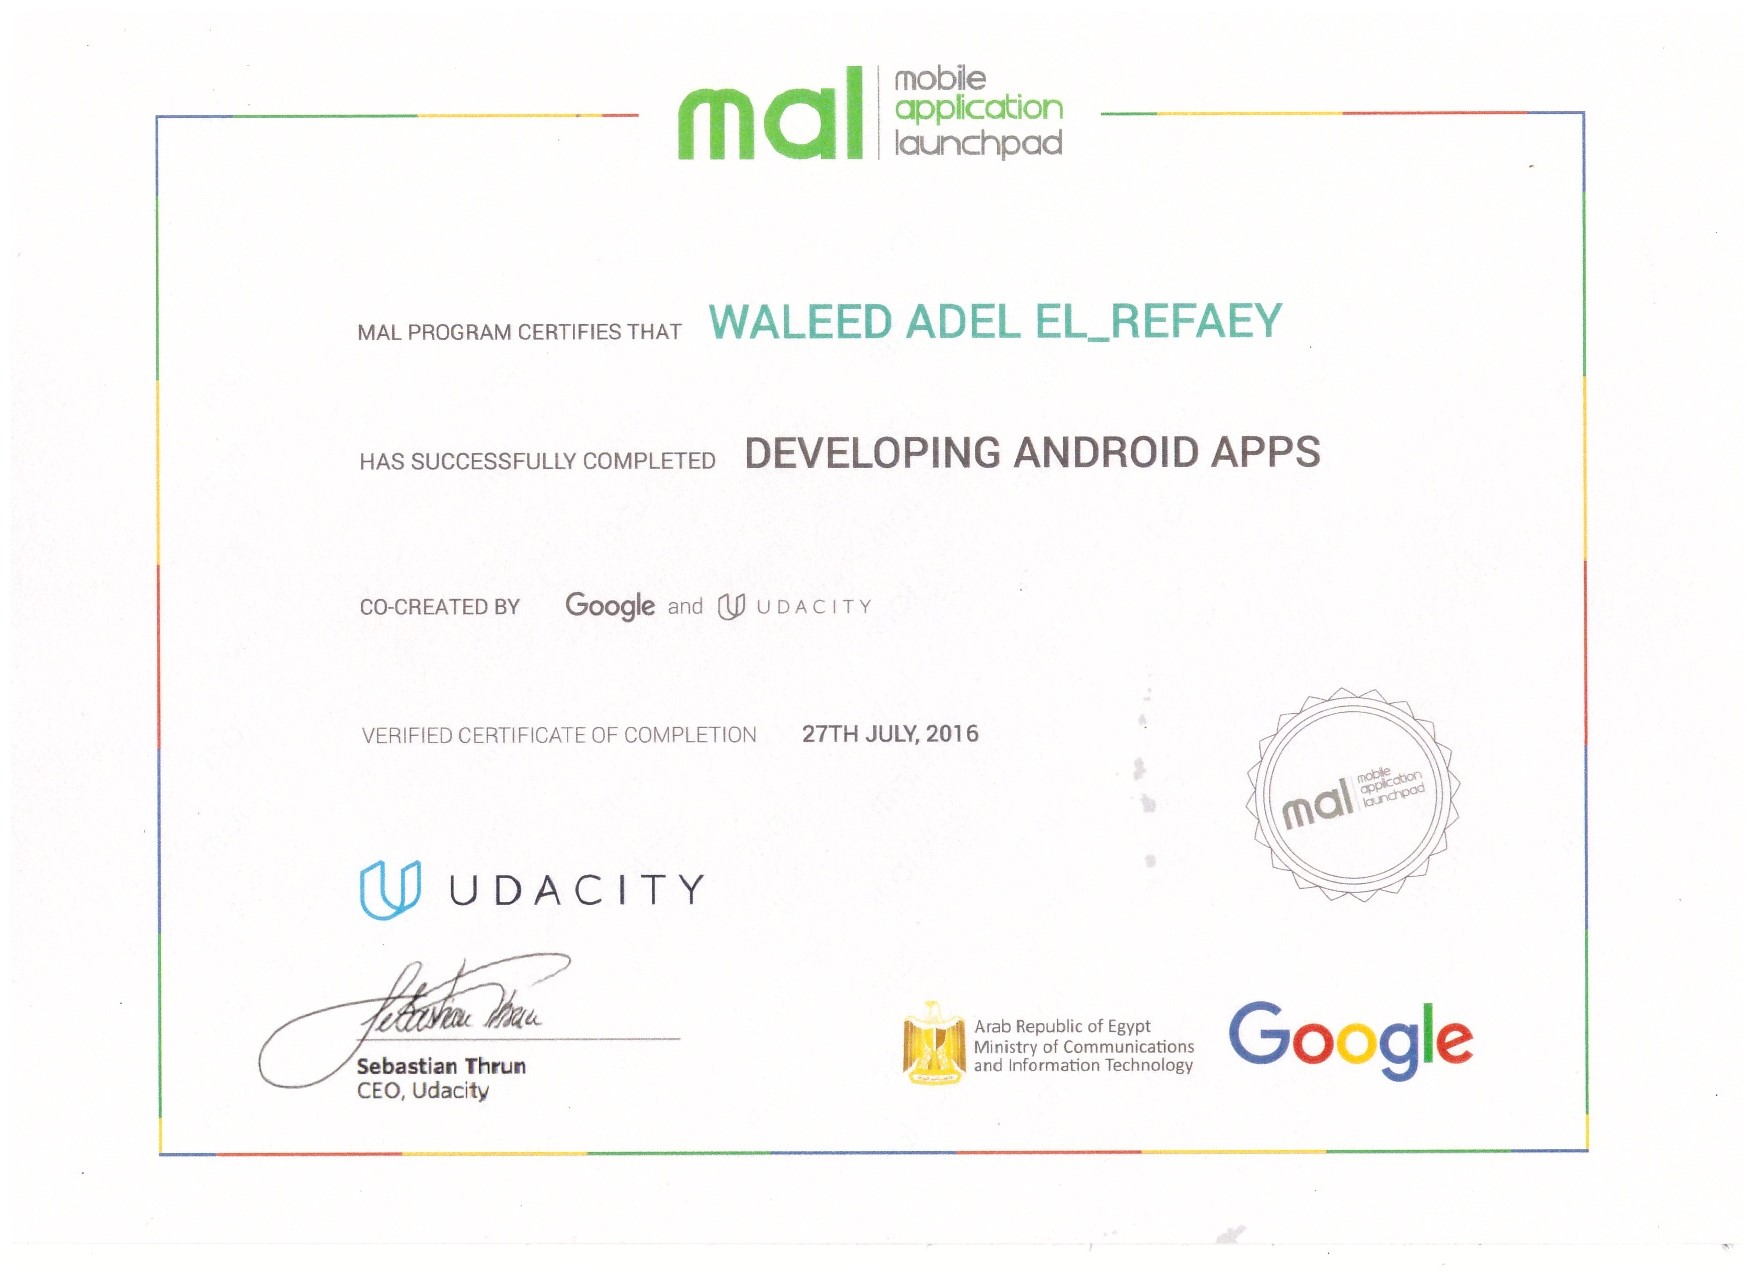 mal mobile
application
launchpad
MAL PROGRAM CERTIFIES THAT WALEED ADEL EL_REFAEY
HAS SUCCESSFULLY COMPLETED DEVELOPING ANDROID APPS
CO-CREATED BY Google and UDACITY
VERIFIED CERTIFICATE OF COMPLETION 27TH JULY, 2016
mal mobile
application
launchpad
UDACITY
Sebastian Thrun
Sebastian Thrun
CEO, Udacity
Arab Republic of Egypt
Ministry of Communications
and Information Technology
Google